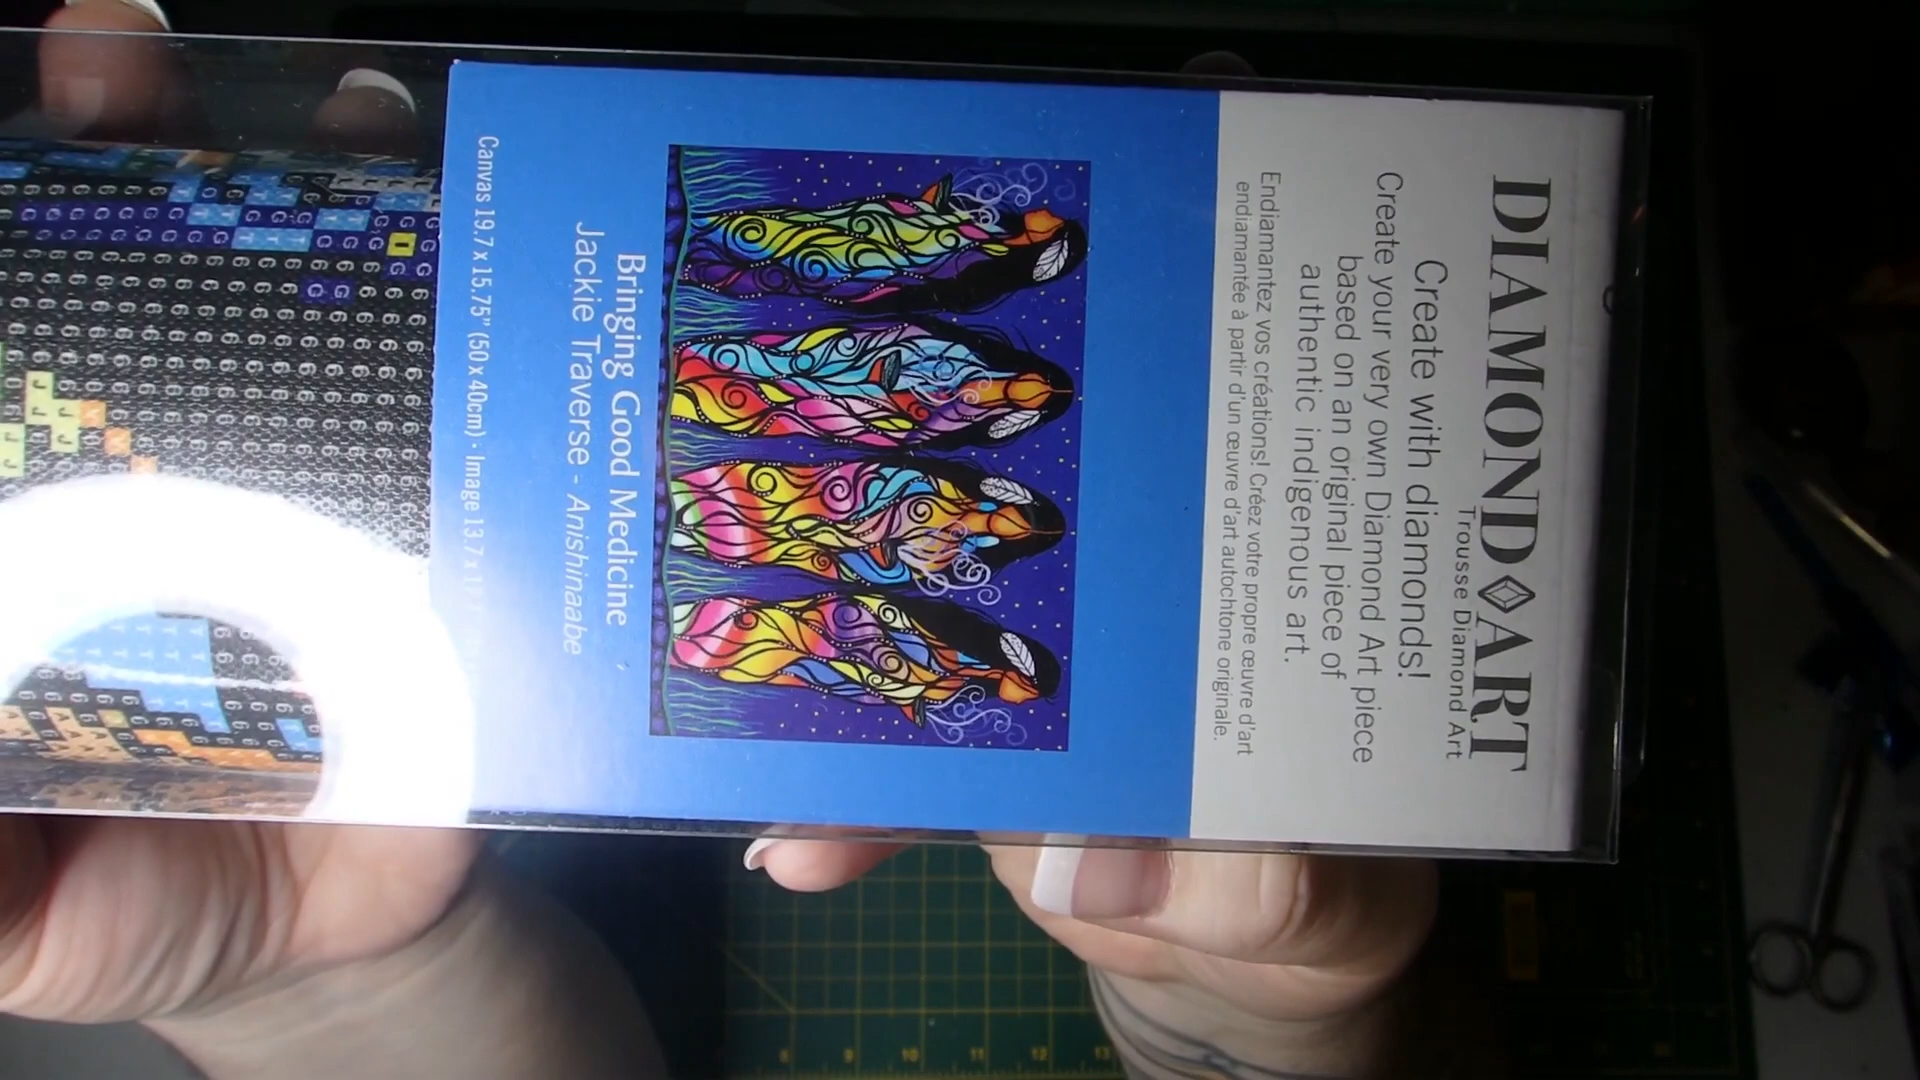 DIAMOND ART
Trousse Diamond Art
Create with diamonds!
Create your very own Diamond Art piece
based on an original piece of
authentic indigenous art.
Endiamantez vos créations! Créez votre propre œuvre d'art
endiamantée à partir d'un œuvre d'art autochtone originale.
Bringing Good Medicine
Jackie Traverse - Anishinaabe
Canvas 19.7 x 15.75" (50 x 40cm) · Image 13.7 x